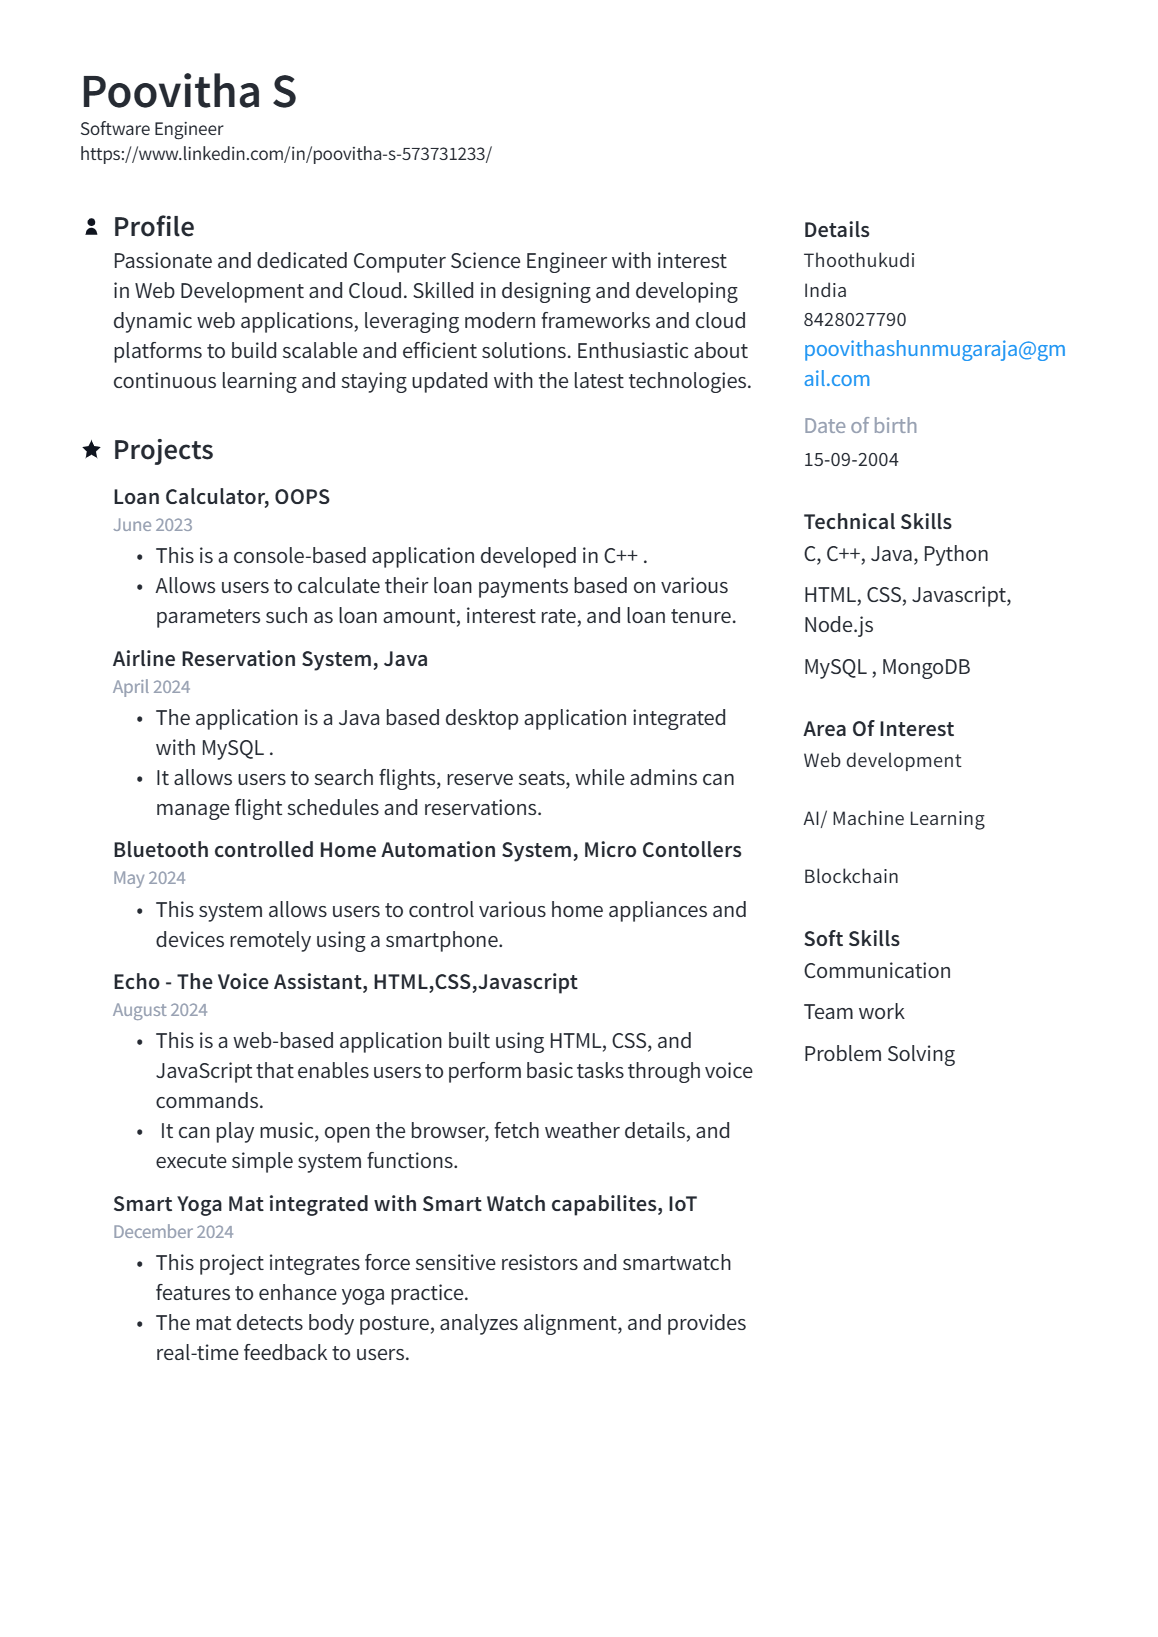 Poovitha S
Software Engineer
https://www.linkedin.com/in/poovitha-s-573731233/
Profile
Passionate and dedicated Computer Science Engineer with interest
in Web Development and Cloud. Skilled in designing and developing
dynamic web applications, leveraging modern frameworks and cloud
platforms to build scalable and efficient solutions. Enthusiastic about
continuous learning and staying updated with the latest technologies.
Projects
Loan Calculator, OOPS
June 2023
• This is a console-based application developed in C++ .
• Allows users to calculate their loan payments based on various
parameters such as loan amount, interest rate, and loan tenure.
Airline Reservation System, Java
April 2024
• The application is a Java based desktop application integrated
with MySQL .
• It allows users to search flights, reserve seats, while admins can
manage flight schedules and reservations.
Bluetooth controlled Home Automation System, Micro Contollers
May 2024
• This system allows users to control various home appliances and
devices remotely using a smartphone.
Echo - The Voice Assistant, HTML,CSS,Javascript
August 2024
• This is a web-based application built using HTML, CSS, and
JavaScript that enables users to perform basic tasks through voice
commands.
• It can play music, open the browser, fetch weather details, and
execute simple system functions.
Smart Yoga Mat integrated with Smart Watch capabilites, IoT
December 2024
• This project integrates force sensitive resistors and smartwatch
features to enhance yoga practice.
• The mat detects body posture, analyzes alignment, and provides
real-time feedback to users.
Details
Thoothukudi
India
8428027790
poovithashunmugaraja@gm
ail.com
Date of birth
15-09-2004
Technical Skills
C, C++, Java, Python
HTML, CSS, Javascript,
Node.js
MySQL , MongoDB
Area Of Interest
Web development
AI/ Machine Learning
Blockchain
Soft Skills
Communication
Team work
Problem Solving